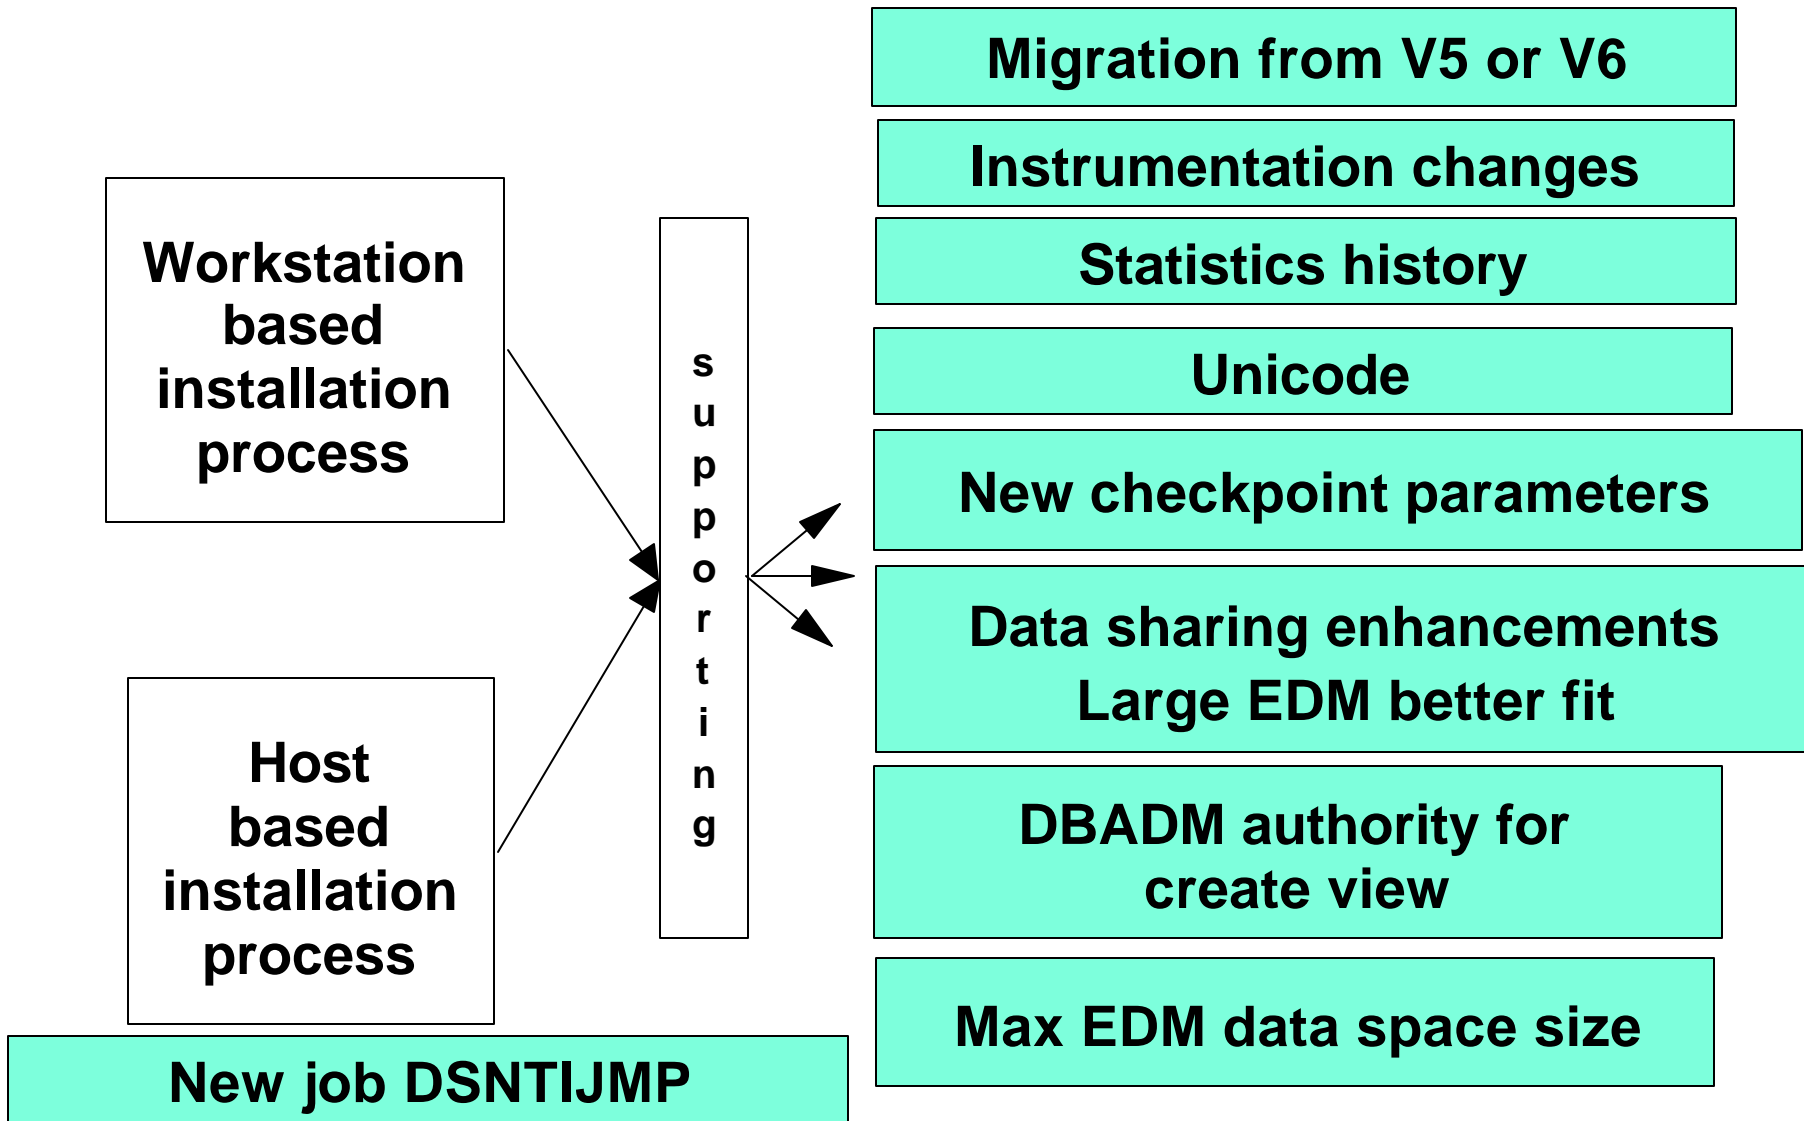 Workstation
based
installation
process
Host
based
installation
process
New job DSNTIJMP
supporting
Migration from V5 or V6
Instrumentation changes
Statistics history
Unicode
New checkpoint parameters
Data sharing enhancements
Large EDM better fit
DBADM authority for
create view
Max EDM data space size